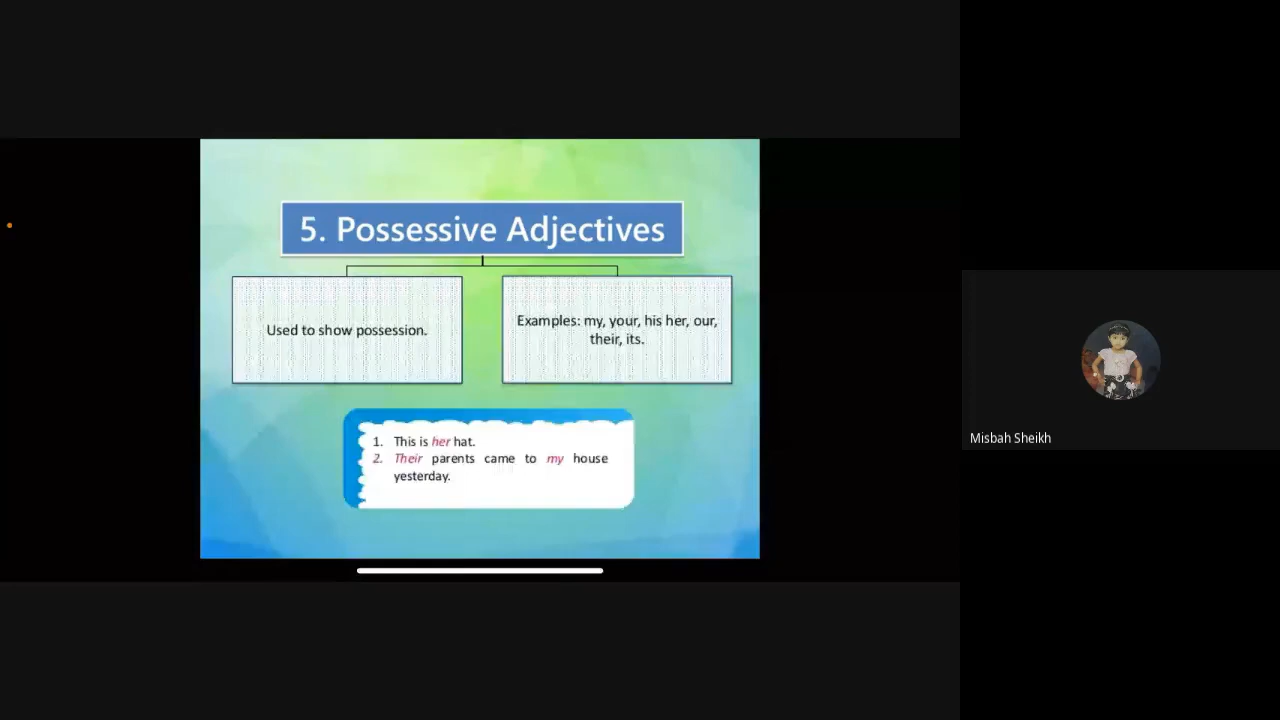 5. Possessive Adjectives
Used to show possession.
Examples: my, your, his her, our,
their, its.
1. This is her hat.
2. Their parents came to my house
yesterday.
Misbah Sheikh